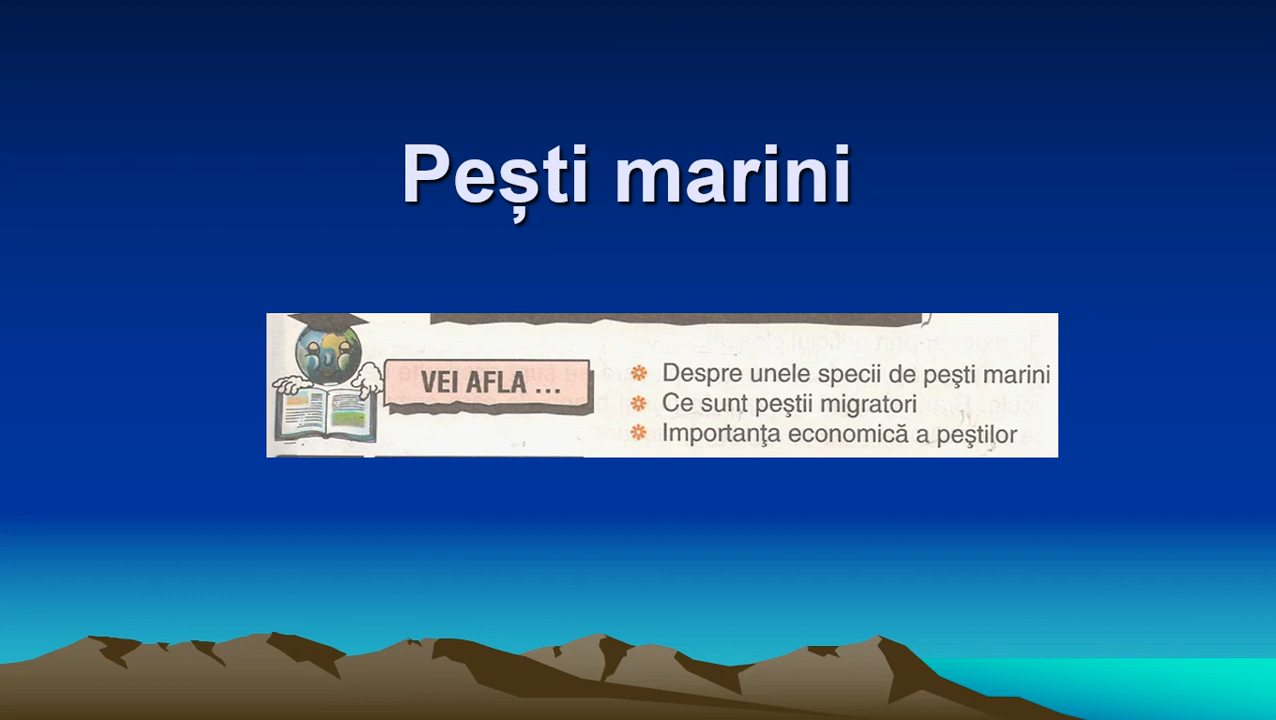 Pești marini
VEI AFLA ...
Despre unele specii de peşti marini
Ce sunt peştii migratori
Importanţa economică a peştilor